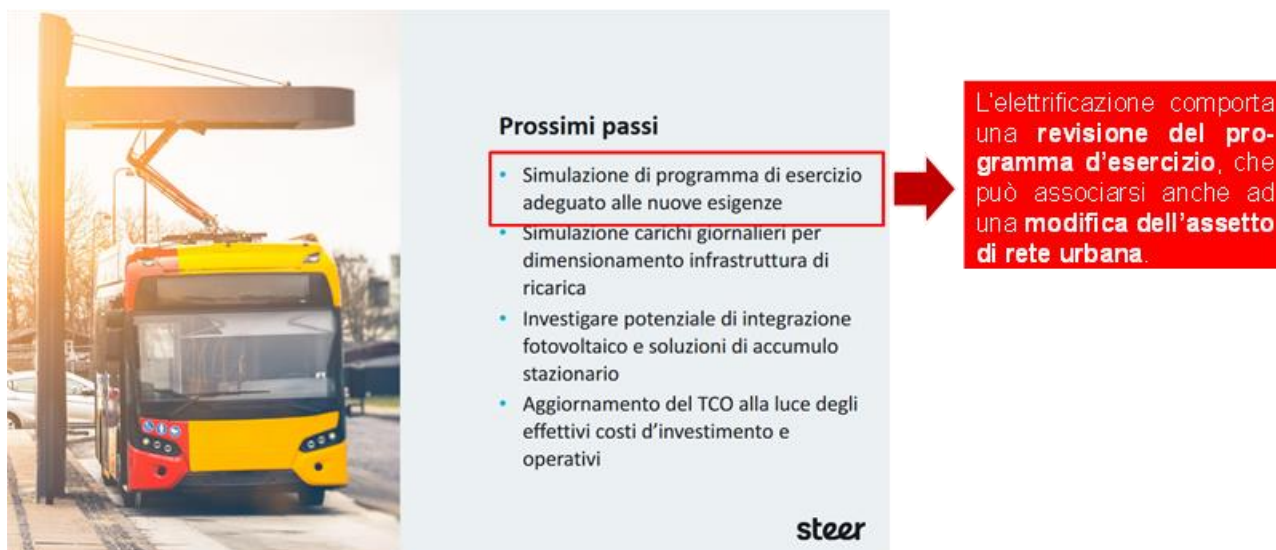 Prossimi passi
• Simulazione di programma di esercizio
adeguato alle nuove esigenze
• Simulazione carichi giornalieri per
dimensionamento infrastruttura di
ricarica
• Investigare potenziale di integrazione
fotovoltaico e soluzioni di accumulo
stazionario
• Aggiornamento del TCO alla luce degli
effettivi costi d'investimento e
operativi
steer
L'elettrificazione comporta
una revisione del pro-
gramma d'esercizio, che
può associarsi anche ad
una modifica dell'assetto
di rete urbana.